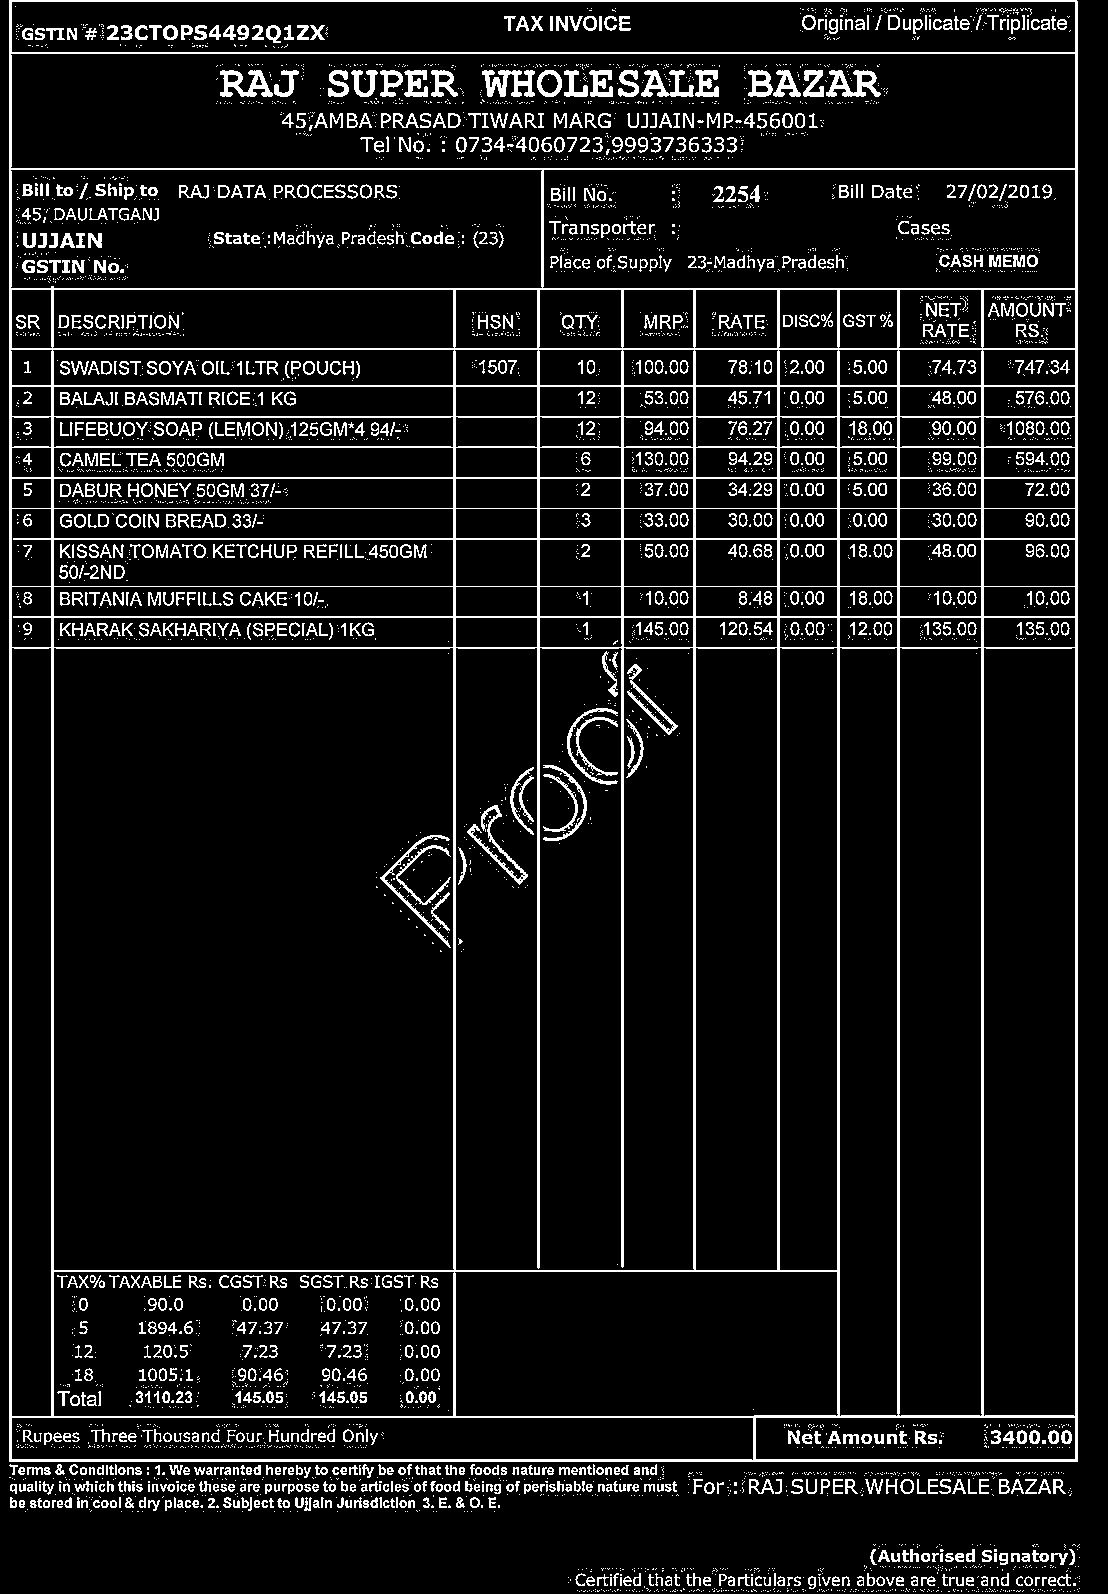 GSTIN # 23CTOPS4492Q1ZX TAX INVOICE Original / Duplicate / Triplicate
RAJ SUPER WHOLESALE BAZAR
45,AMBA PRASAD TIWARI MARG UJJAIN-MP-456001
Tel No. : 0734-4060723,9993736333
Bill to / Ship to RAJ DATA PROCESSORS
45, DAULATGANJ
UJJAIN State :Madhya Pradesh Code : (23)
GSTIN No.
Bill No. : 2254 Bill Date 27/02/2019
Transporter : Cases
Place of Supply 23-Madhya Pradesh CASH MEMO
SR DESCRIPTION HSN QTY MRP RATE DISC% GST % NET RATE AMOUNT RS.
1 SWADIST SOYA OIL 1LTR (POUCH) 1507 10 100.00 78.10 2.00 5.00 74.73 747.34
2 BALAJI BASMATI RICE 1 KG 12 53.00 45.71 0.00 5.00 48.00 576.00
3 LIFEBUOY SOAP (LEMON) 125GM*4 94/- 12 94.00 76.27 0.00 18.00 90.00 1080.00
4 CAMEL TEA 500GM 6 130.00 94.29 0.00 5.00 99.00 594.00
5 DABUR HONEY 50GM 37/- 2 37.00 34.29 0.00 5.00 36.00 72.00
6 GOLD COIN BREAD 33/- 3 33.00 30.00 0.00 0.00 30.00 90.00
7 KISSAN TOMATO KETCHUP REFILL 450GM 2 50.00 40.68 0.00 18.00 48.00 96.00
50/-2ND
8 BRITANIA MUFFILLS CAKE 10/- 1 10.00 8.48 0.00 18.00 10.00 10.00
9 KHARAK SAKHARIYA (SPECIAL) 1KG 1 145.00 120.54 0.00 12.00 135.00 135.00
Proof
TAX% TAXABLE Rs. CGST Rs SGST Rs IGST Rs
0 90.0 0.00 0.00 0.00
5 1894.6 47.37 47.37 0.00
12 120.5 7.23 7.23 0.00
18 1005.1 90.46 90.46 0.00
Total 3110.23 145.05 145.05 0.00
Rupees Three Thousand Four Hundred Only Net Amount Rs. 3400.00
Terms & Conditions : 1. We warranted hereby to certify be of that the foods nature mentioned and
quality in which this invoice these are purpose to be articles of food being of perishable nature must
be stored in cool & dry place. 2. Subject to Ujjain Jurisdiction 3. E. & O. E.
For : RAJ SUPER WHOLESALE BAZAR
(Authorised Signatory)
Certified that the Particulars given above are true and correct.